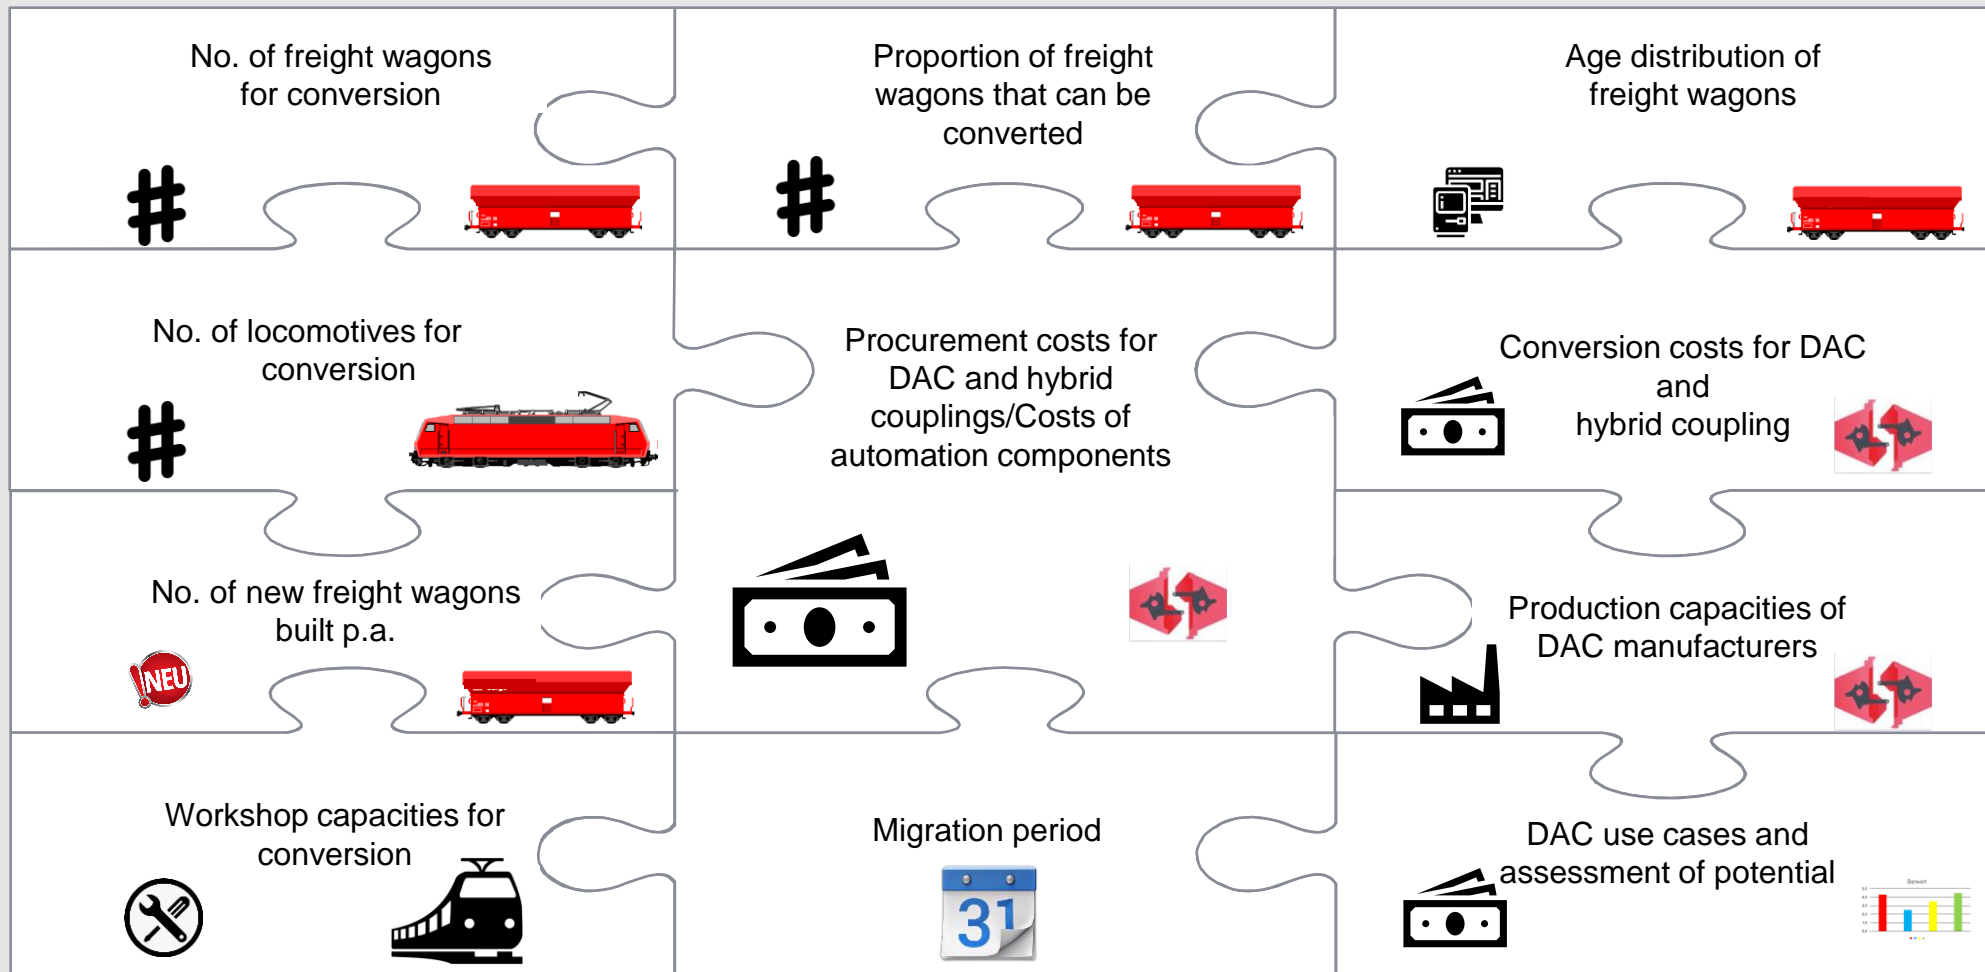 No. of freight wagons
for conversion
Proportion of freight
wagons that can be
converted
Age distribution of
freight wagons
No. of locomotives for
conversion
Procurement costs for
DAC and hybrid
couplings/Costs of
automation components
Conversion costs for DAC
and
hybrid coupling
No. of new freight wagons
built p.a.
NEU
Production capacities of
DAC manufacturers
Workshop capacities for
conversion
Migration period
31
DAC use cases and
assessment of potential
Barwert